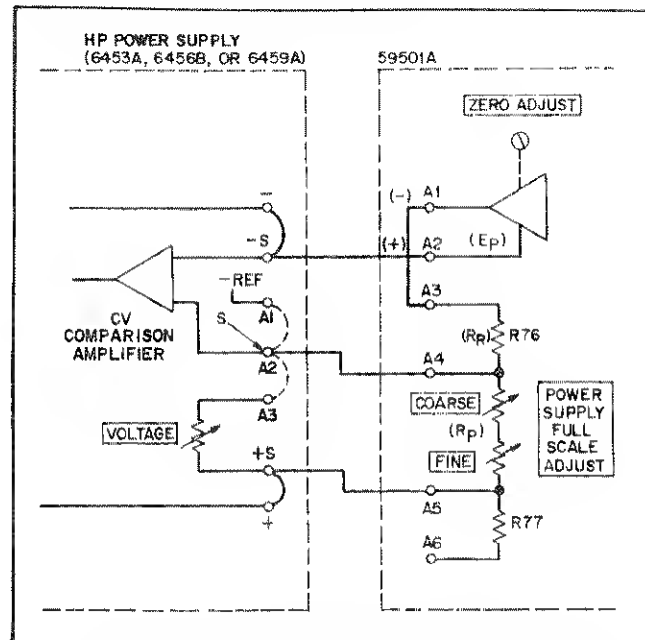 HP POWER SUPPLY
(6453A, 6456B, OR 6459A)
59501A
ZERO ADJUST
−
(−)
A1
−S
(+)
A2
(EP)
−REF
A3
A1
S
(RR)
R76
CV
COMPARISON
AMPLIFIER
A2
A4
COARSE
POWER
SUPPLY
FULL
SCALE
ADJUST
A3
(RP)
VOLTAGE
FINE
+S
A5
+
R77
A6